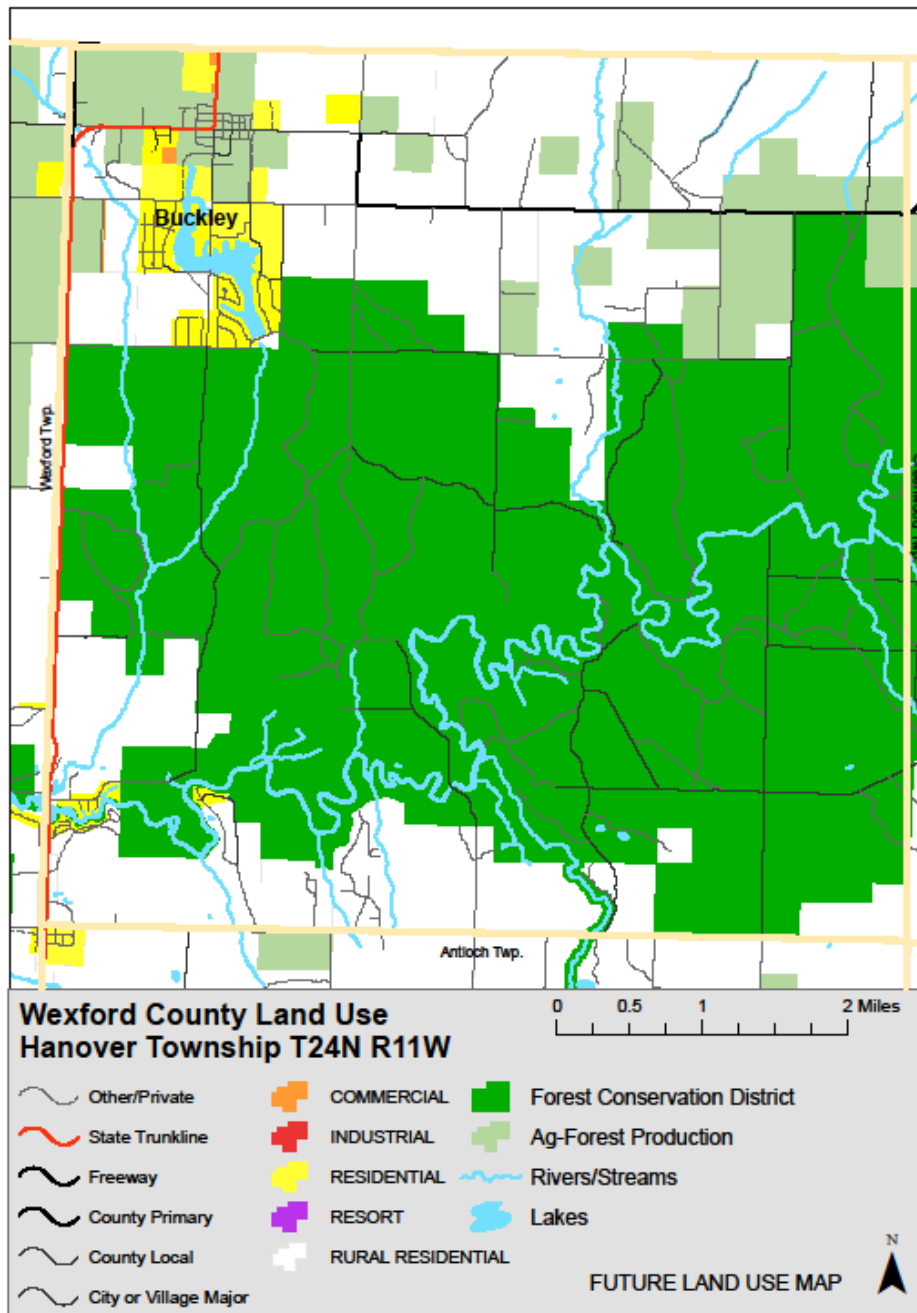 Buckley
Wexford Twp.
Antioch Twp.
Wexford County Land Use
Hanover Township T24N R11W
0 0.5 1 2 Miles
Other/Private
State Trunkline
Freeway
County Primary
County Local
City or Village Major
COMMERCIAL
INDUSTRIAL
RESIDENTIAL
RESORT
RURAL RESIDENTIAL
Forest Conservation District
Ag-Forest Production
Rivers/Streams
Lakes
N
FUTURE LAND USE MAP